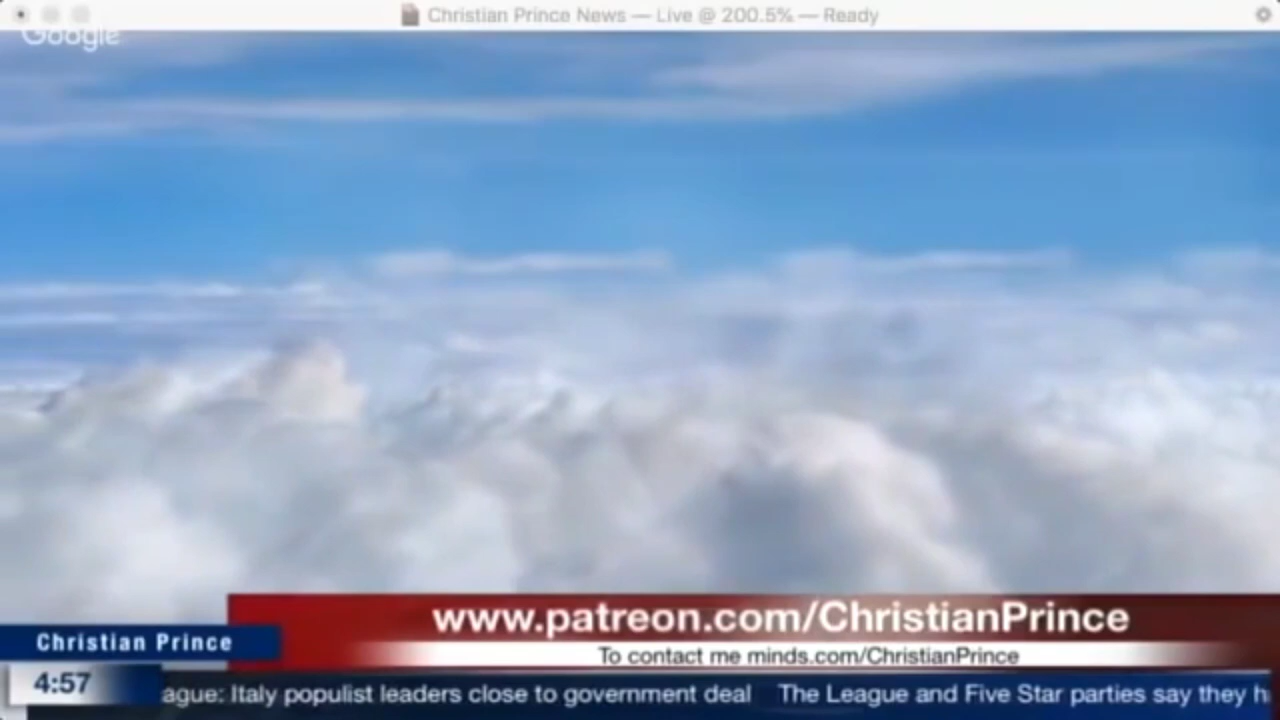 Christian Prince News — Live @ 200.5% — Ready
Google
www.patreon.com/ChristianPrince
Christian Prince
To contact me minds.com/ChristianPrince
4:57
ague: Italy populist leaders close to government deal The League and Five Star parties say they h